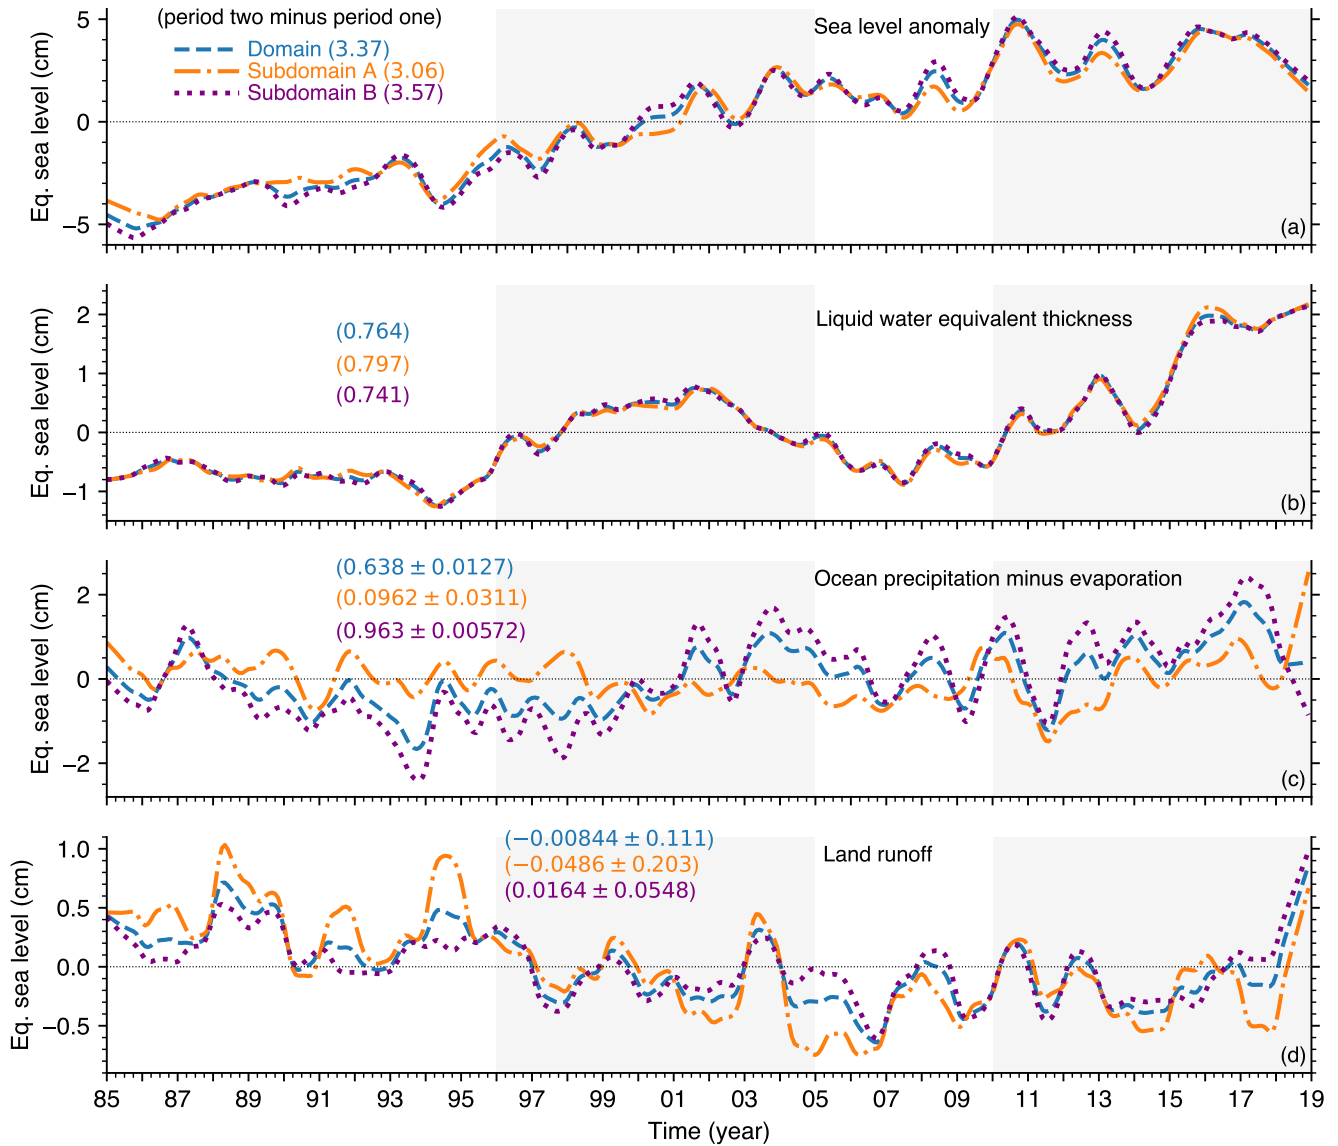 (period two minus period one)
Domain (3.37)
Subdomain A (3.06)
Subdomain B (3.57)
Sea level anomaly
Eq. sea level (cm)
5
0
−5
(a)
Liquid water equivalent thickness
(0.764)
(0.797)
(0.741)
Eq. sea level (cm)
2
1
0
−1
(b)
Ocean precipitation minus evaporation
(0.638 ± 0.0127)
(0.0962 ± 0.0311)
(0.963 ± 0.00572)
Eq. sea level (cm)
2
0
−2
(c)
Land runoff
(−0.00844 ± 0.111)
(−0.0486 ± 0.203)
(0.0164 ± 0.0548)
Eq. sea level (cm)
1.0
0.5
0.0
−0.5
(d)
85 87 89 91 93 95 97 99 01 03 05 07 09 11 13 15 17 19
Time (year)